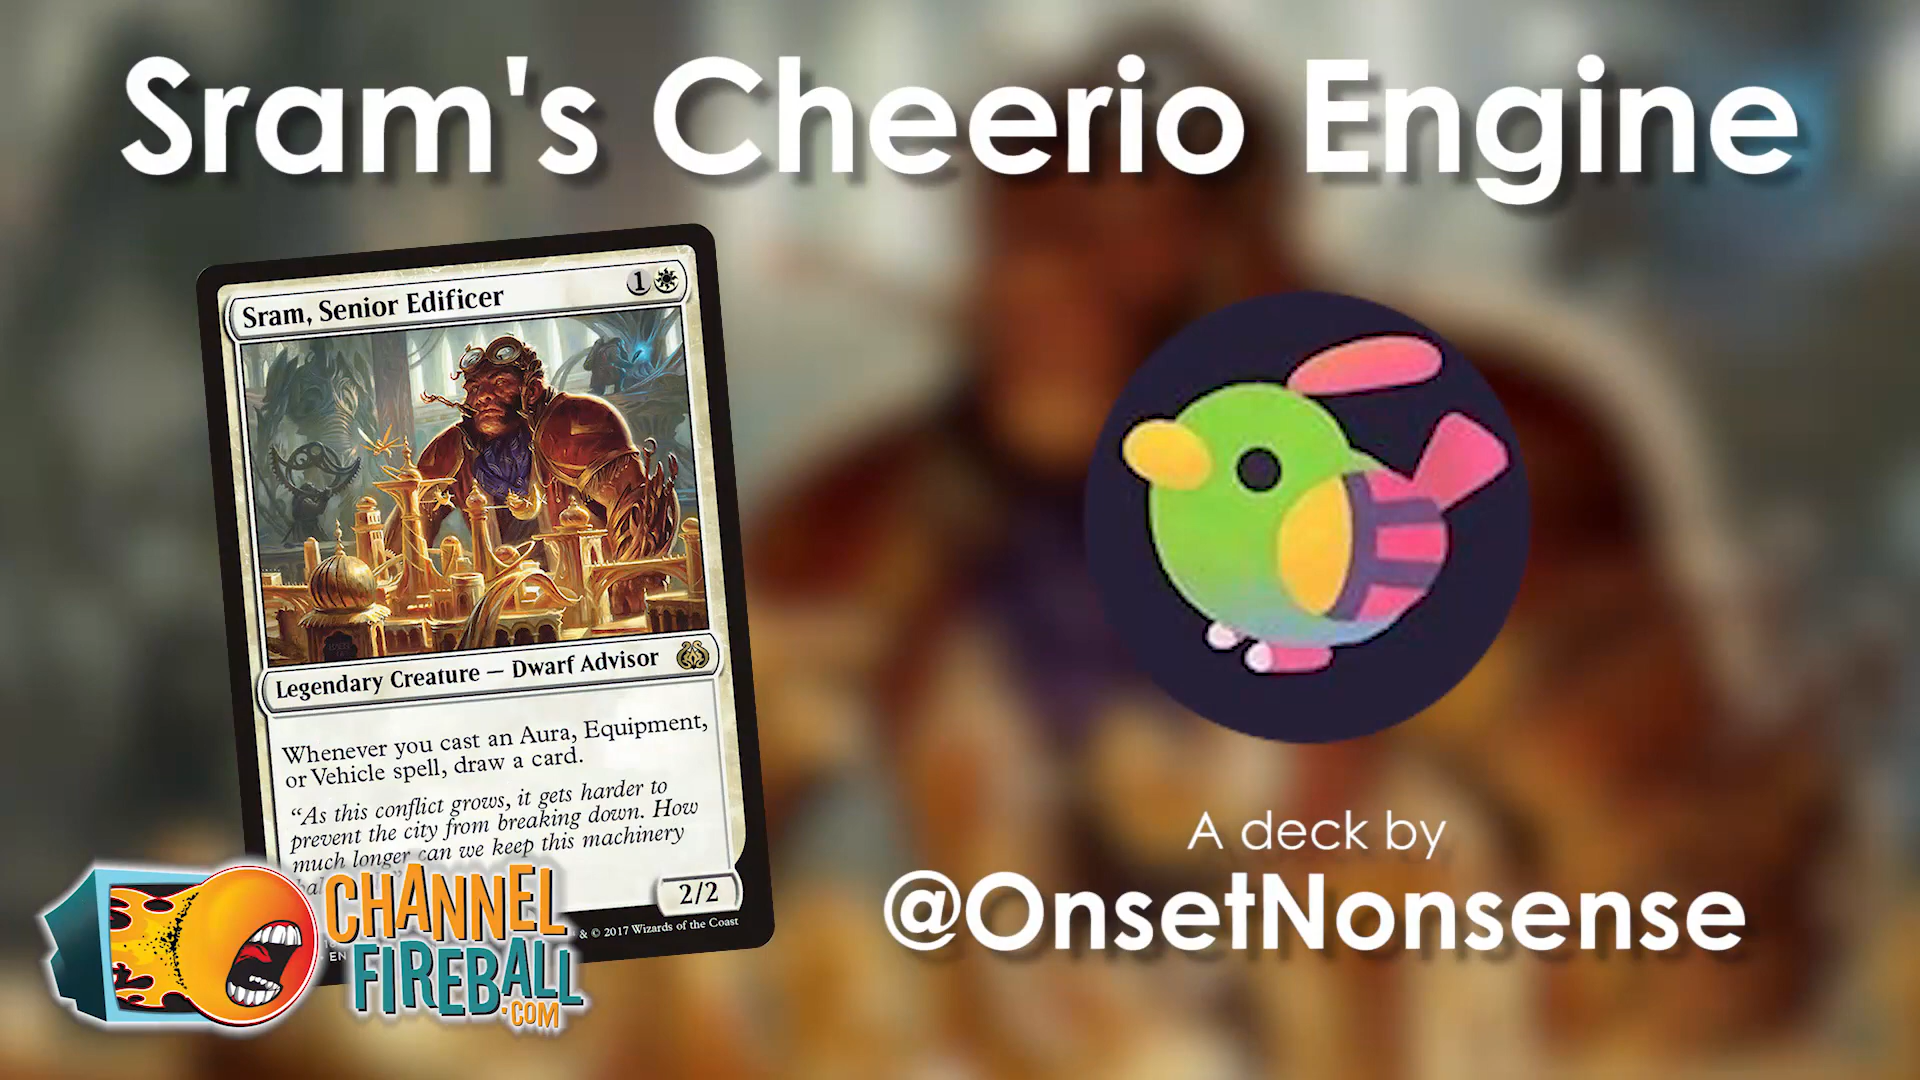 Sram's Cheerio Engine
Sram, Senior Edificer
1
Legendary Creature — Dwarf Advisor
Whenever you cast an Aura, Equipment,
or Vehicle spell, draw a card.
“As this conflict grows, it gets harder to
prevent the city from breaking down. How
much longer can we keep this machinery
2/2
& © 2017 Wizards of the Coast
EN
CHANNEL
FIREBALL
.COM
A deck by
@OnsetNonsense